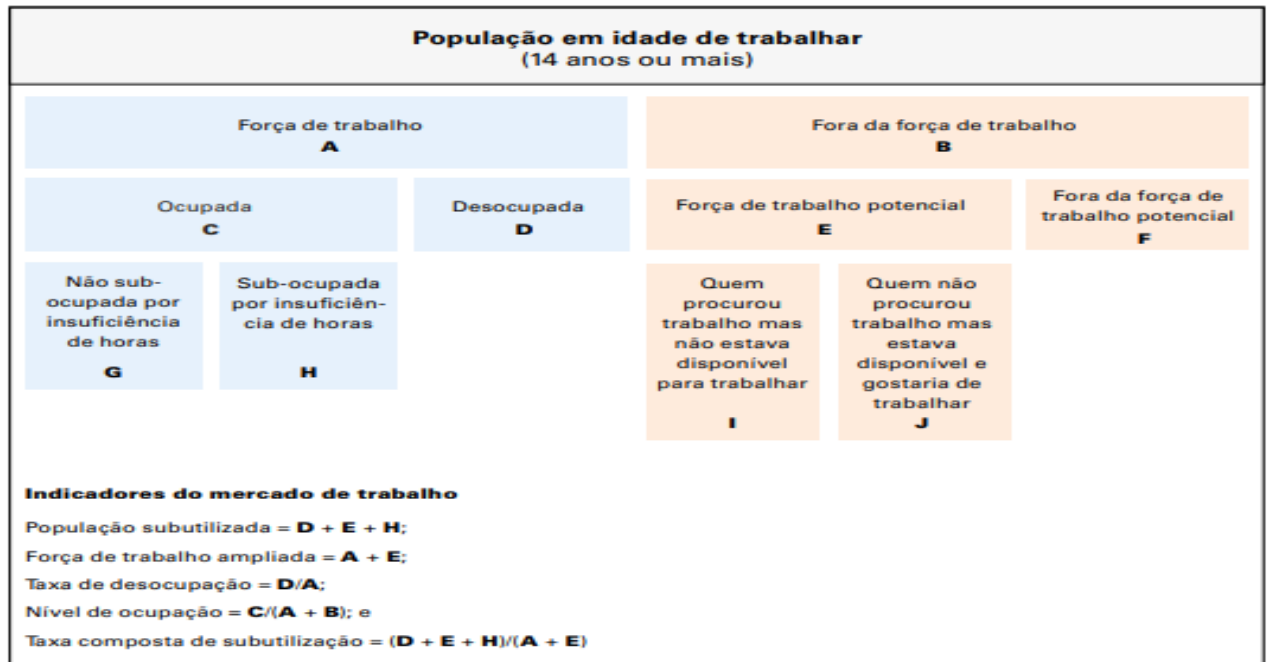 População em idade de trabalhar
(14 anos ou mais)
Força de trabalho
A
Fora da força de trabalho
B
Ocupada
C
Desocupada
D
Força de trabalho potencial
E
Fora da força de
trabalho potencial
F
Não sub-
ocupada por
insuficiência
de horas
G
Sub-ocupada
por insuficiên-
cia de horas
H
Quem
procurou
trabalho mas
não estava
disponível
para trabalhar
I
Quem não
procurou
trabalho mas
estava
disponível e
gostaria de
trabalhar
J
Indicadores do mercado de trabalho
População subutilizada = D + E + H;
Força de trabalho ampliada = A + E;
Taxa de desocupação = D/A;
Nível de ocupação = C/(A + B); e
Taxa composta de subutilização = (D + E + H)/(A + E)